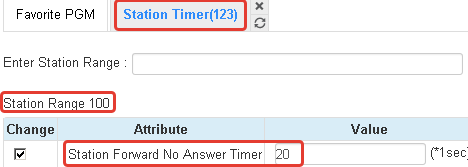 Favorite PGM Station Timer(123)
Enter Station Range :
Station Range 100
Change Attribute Value
Station Forward No Answer Timer 20 (*1sec)